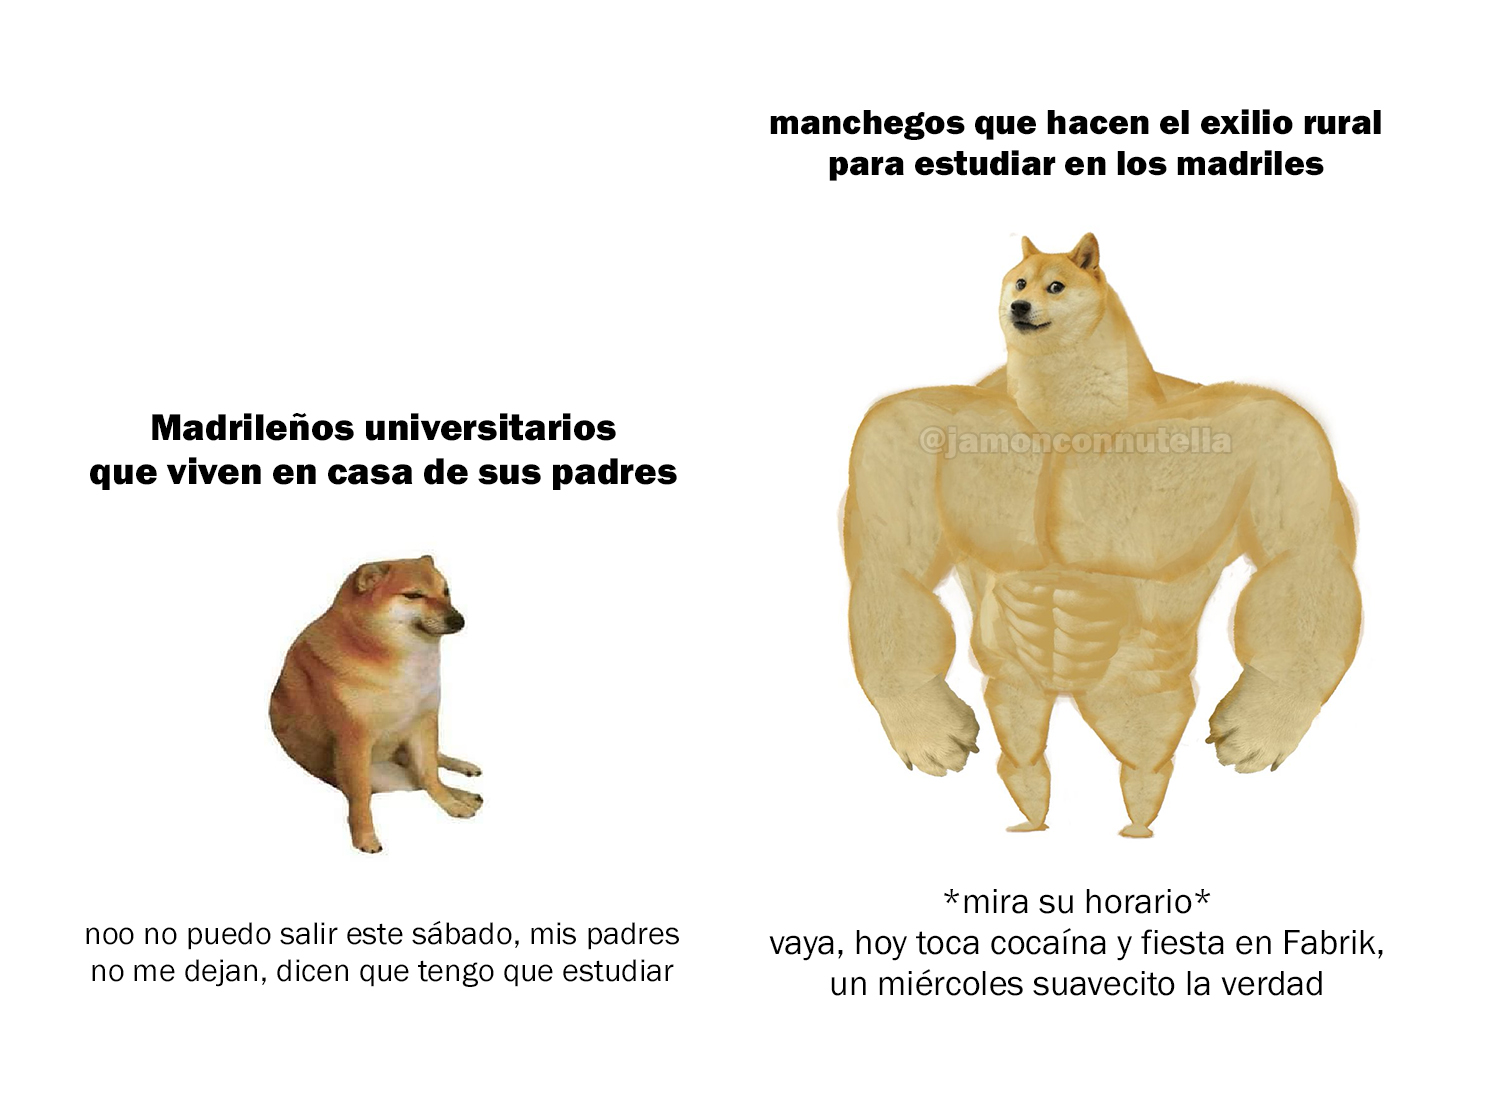 Madrileños universitarios
que viven en casa de sus padres
noo no puedo salir este sábado, mis padres
no me dejan, dicen que tengo que estudiar
manchegos que hacen el exilio rural
para estudiar en los madriles
@jamonconnutella
*mira su horario*
vaya, hoy toca cocaína y fiesta en Fabrik,
un miércoles suavecito la verdad